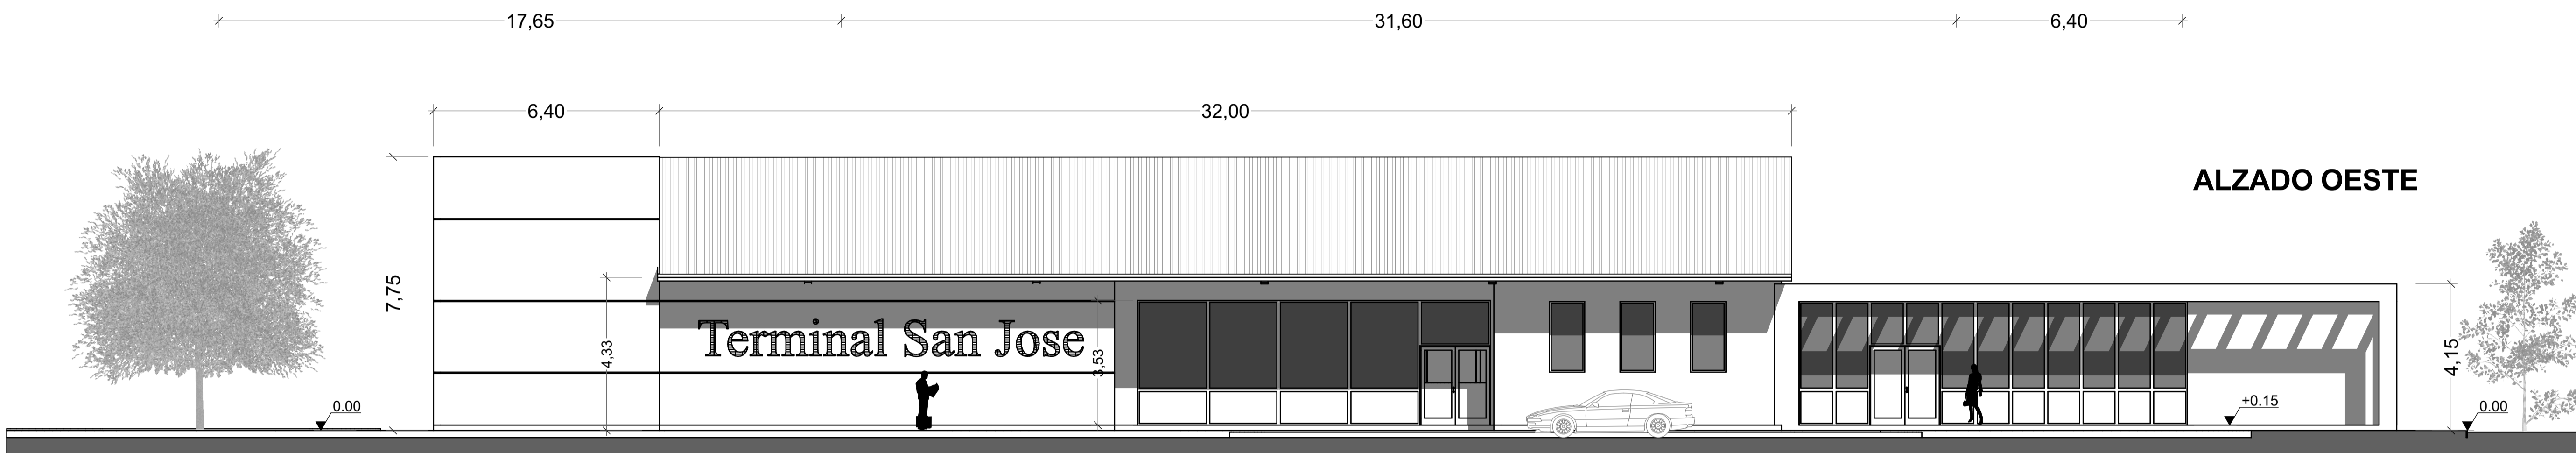 17,65 31,60 6,40
6,40 32,00
ALZADO OESTE
7,75
4,33
Terminal San Jose
3,53
4,15
0.00
+0.15
0.00